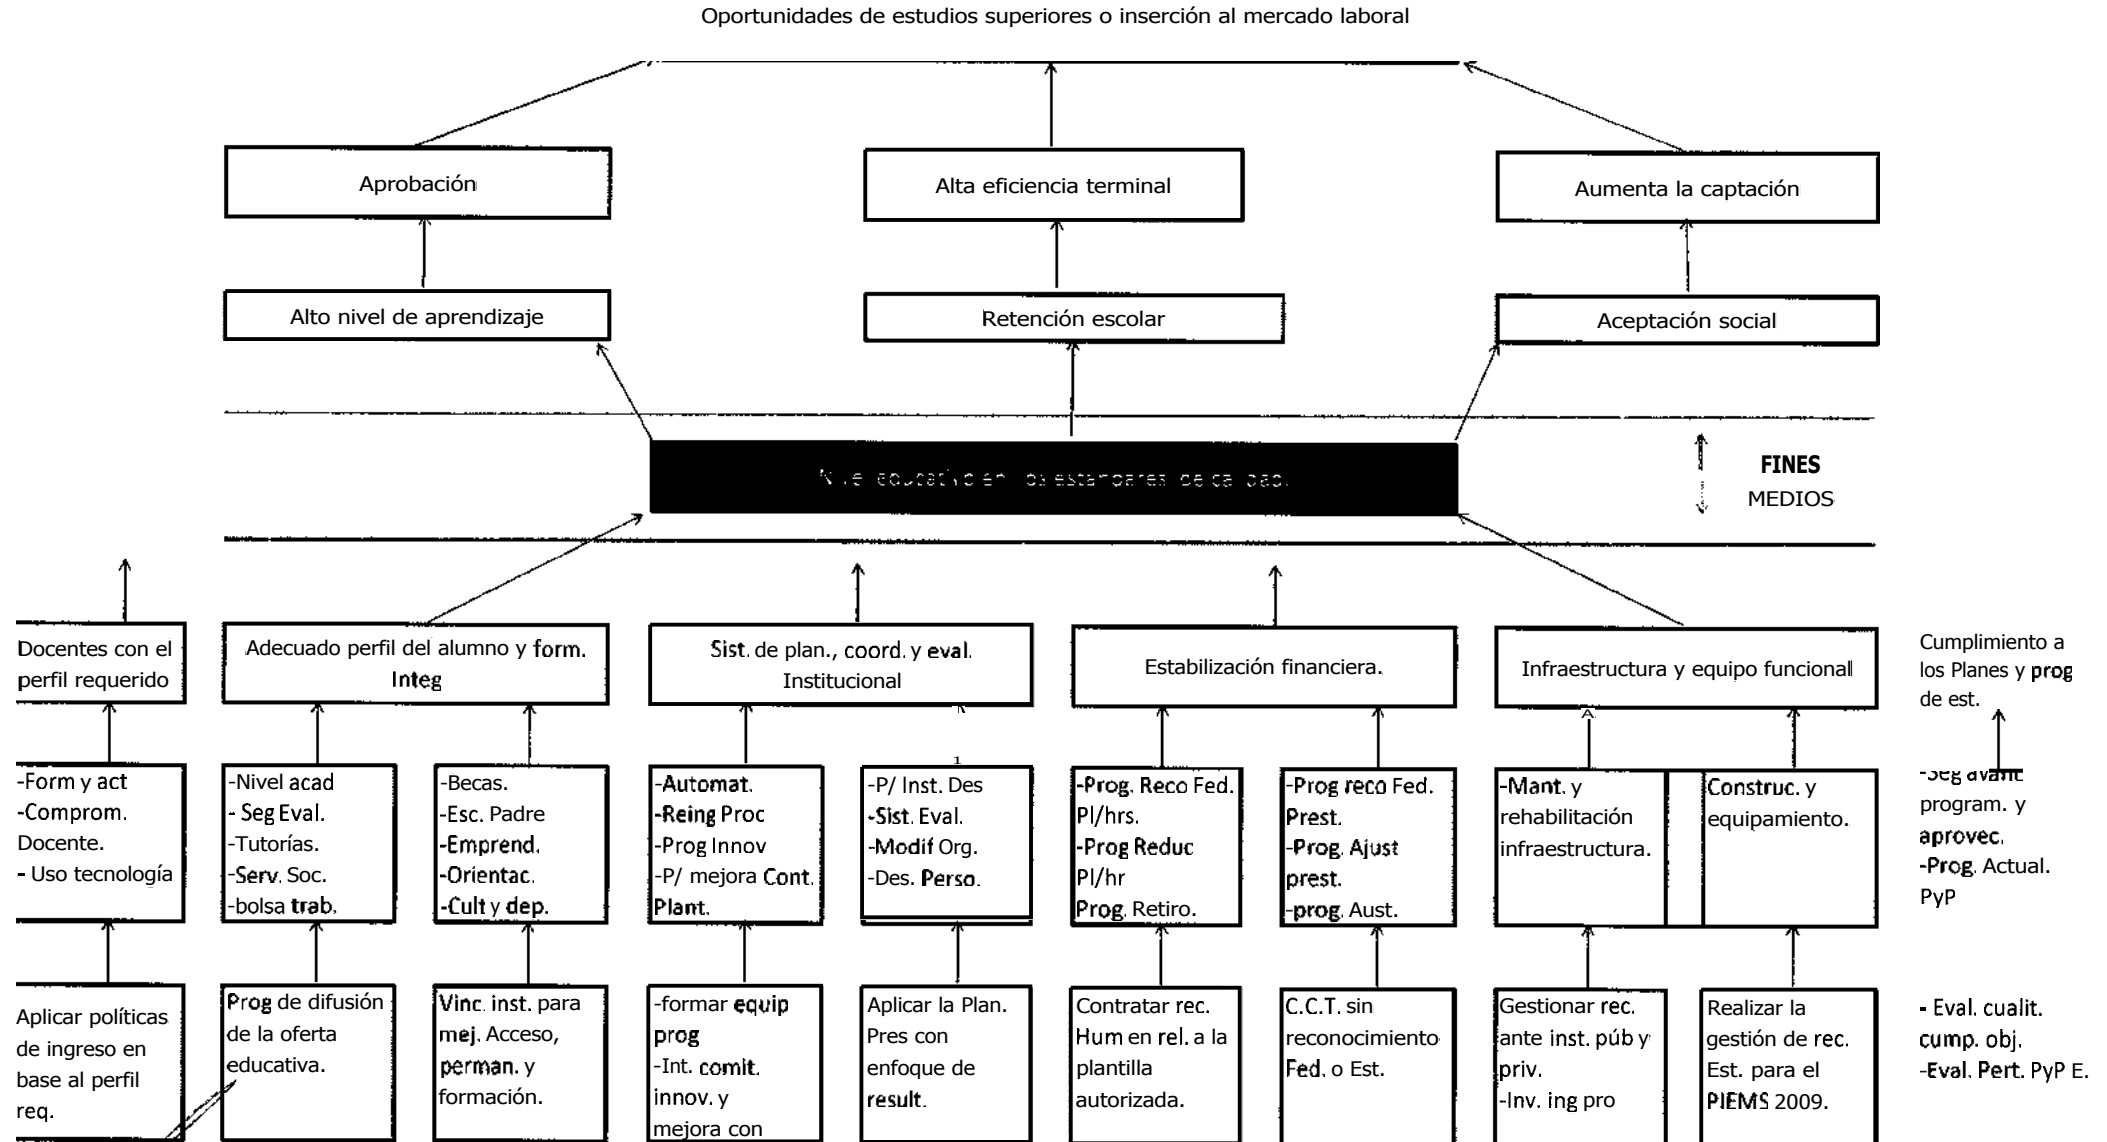 Oportunidades de estudios superiores o inserción al mercado laboral
Aprobación
Alta eficiencia terminal
Aumenta la captación
Alto nivel de aprendizaje
Retención escolar
Aceptación social
educativo en los estandares de
FINES
MEDIOS
Docentes con el
perfil requerido
Adecuado perfil del alumno y form.
Integ
Sist. de plan., coord. y eval.
Institucional
Estabilización financiera.
Infraestructura y equipo funcional
Cumplimiento a
los Planes y prog
de est.
-Form y act
-Comprom.
Docente.
- Uso tecnología
-Nivel acad
- Seg Eval.
-Tutorías.
-Serv. Soc.
-bolsa trab.
-Becas.
-Esc. Padre
-Emprend.
-Orientac.
-Cult y dep.
-Automat.
-Reing Proc
-Prog Innov
-P/ mejora Cont.
Plant.
-P/ Inst. Des
-Sist. Eval.
-Modif Org.
-Des. Perso.
-Prog. Reco Fed.
Pl/hrs.
-Prog Reduc
Pl/hr
Prog. Retiro.
-Prog reco Fed.
Prest.
-Prog. Ajust
prest.
-prog. Aust.
-Mant. y
rehabilitación
infraestructura.
Construc. y
equipamiento.
-Seg avanc
program. y
aprovec.
-Prog. Actual.
PyP
Aplicar políticas
de ingreso en
base al perfil
req.
Prog de difusión
de la oferta
educativa.
Vinc. inst. para
mej. Acceso,
perman. y
formación.
-formar equip
prog
-Int. comit.
innov. y
mejora con
Aplicar la Plan.
Pres con
enfoque de
result.
Contratar rec.
Hum en rel. a la
plantilla
autorizada.
C.C.T. sin
reconocimiento
Fed. o Est.
Gestionar rec.
ante inst. púb y
priv.
-Inv. ing pro
Realizar la
gestión de rec.
Est. para el
PIEMS 2009.
- Eval. cualit.
cump. obj.
-Eval. Pert. PyP E.